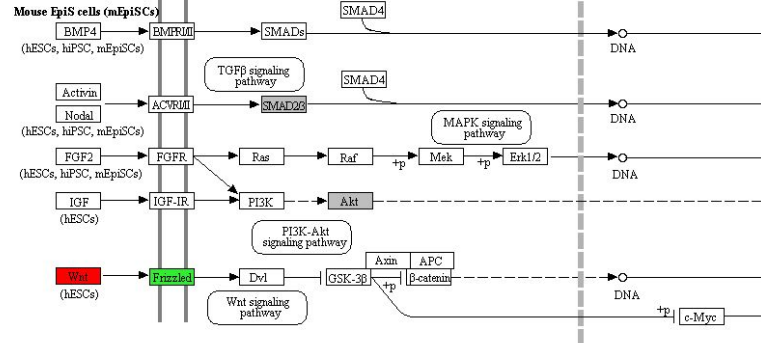 Mouse EpiS cells (mEpiSCs)
SMAD4
BMP4
BMPRI/II
SMADs
DNA
(hESCs, hiPSC, mEpiSCs)
TGFβ signaling
pathway
SMAD4
Activin
Nodal
ACVRI/II
SMAD2/3
DNA
(hESCs, hiPSC, mEpiSCs)
MAPK signaling
pathway
FGF2
FGFR
Ras
Raf
+p
Mek
+p
Erk1/2
DNA
(hESCs, hiPSC, mEpiSCs)
IGF
IGF-IR
PI3K
Akt
(hESCs)
PI3K-Akt
signaling pathway
Axin
APC
Wnt
Frizzled
Dvl
GSK-3β
+p
β-catenin
DNA
(hESCs)
Wnt signaling
pathway
+p
c-Myc